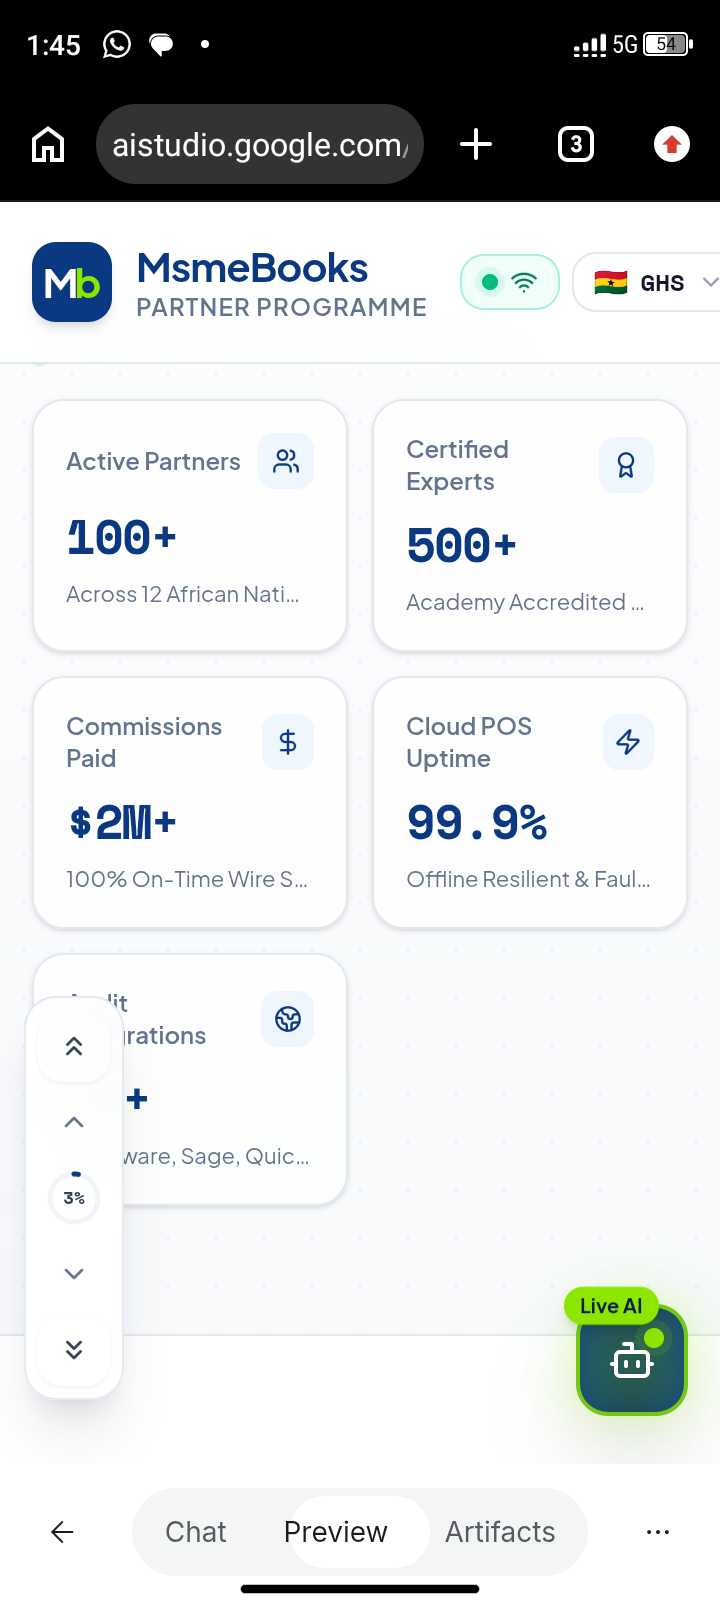 1:45
5G
54
aistudio.google.com/
3
Mb
MsmeBooks
PARTNER PROGRAMME
GHS
Active Partners
100+
Across 12 African Nati...
Certified
Experts
500+
Academy Accredited ...
Commissions
Paid
$2M+
100% On-Time Wire S...
Cloud POS
Uptime
99.9%
Offline Resilient & Faul...
dit
rations
+
ware, Sage, Quic...
3%
Live AI
Chat
Preview
Artifacts